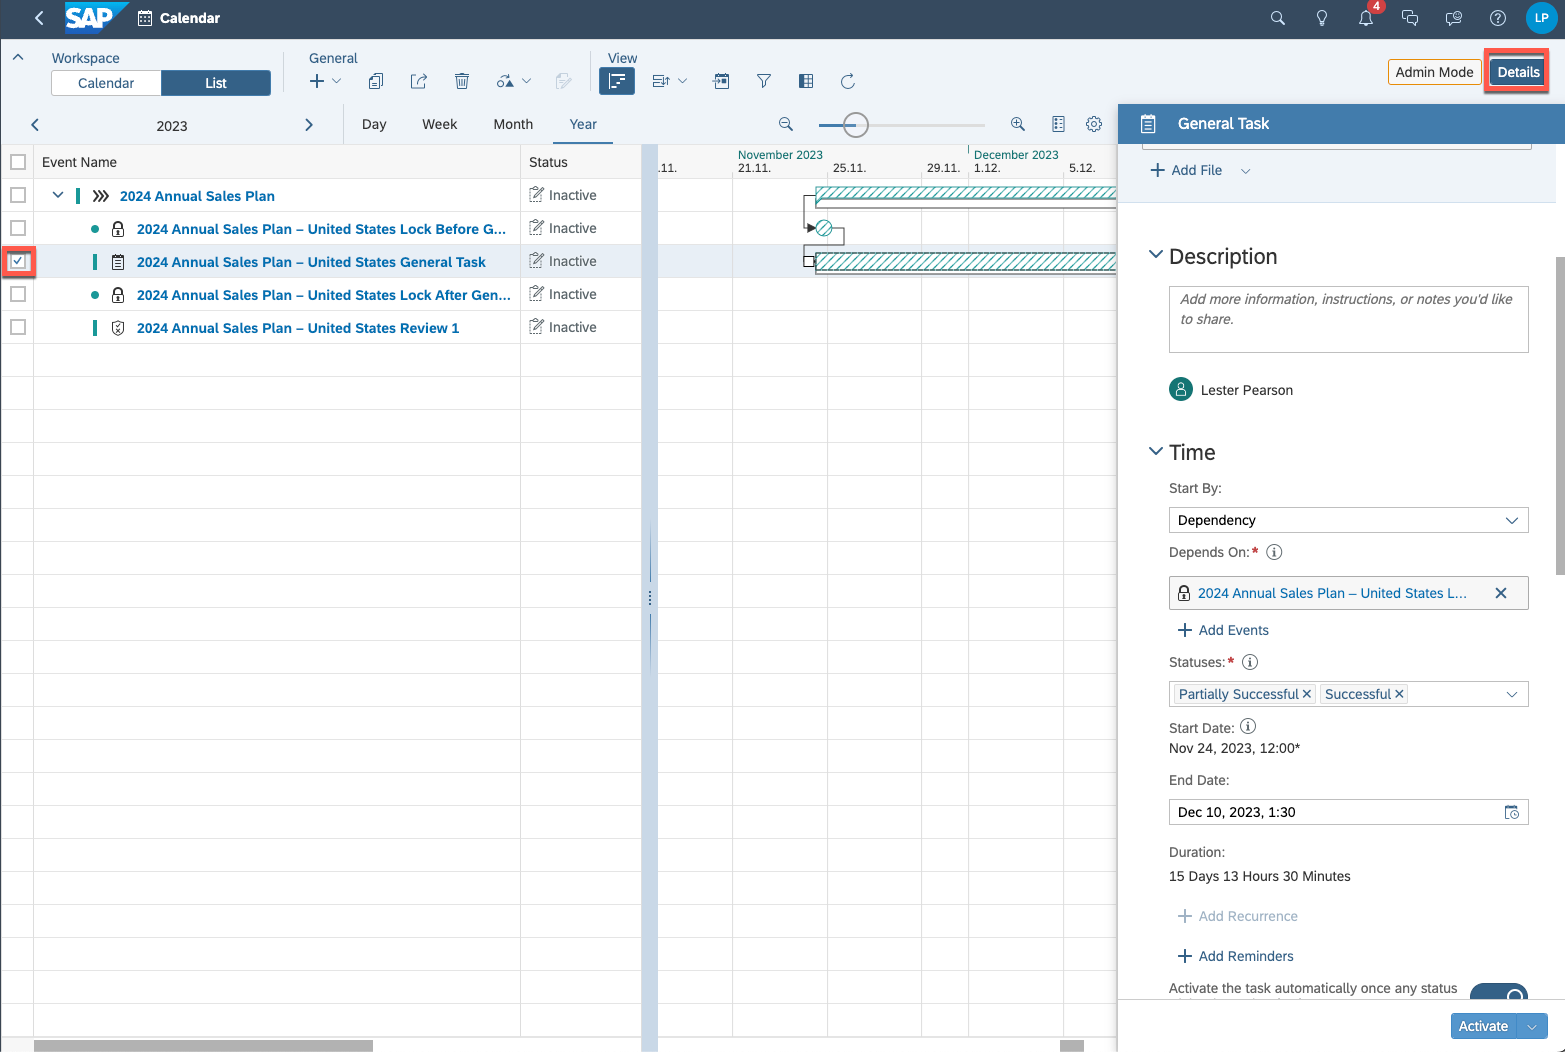 SAP Calendar
4
LP
Workspace
Calendar List
General
View
Admin Mode Details
2023
Day Week Month Year
General Task
Event Name Status
.11.
November 2023
21.11. 25.11. 29.11.
December 2023
1.12. 5.12.
2024 Annual Sales Plan Inactive
2024 Annual Sales Plan – United States Lock Before G... Inactive
2024 Annual Sales Plan – United States General Task Inactive
2024 Annual Sales Plan – United States Lock After Gen... Inactive
2024 Annual Sales Plan – United States Review 1 Inactive
Add File
Description
Add more information, instructions, or notes you'd like
to share.
Lester Pearson
Time
Start By:
Dependency
Depends On:*
2024 Annual Sales Plan – United States L...
Add Events
Statuses:*
Partially Successful Successful
Start Date:
Nov 24, 2023, 12:00*
End Date:
Dec 10, 2023, 1:30
Duration:
15 Days 13 Hours 30 Minutes
Add Recurrence
Add Reminders
Activate the task automatically once any status
Activate